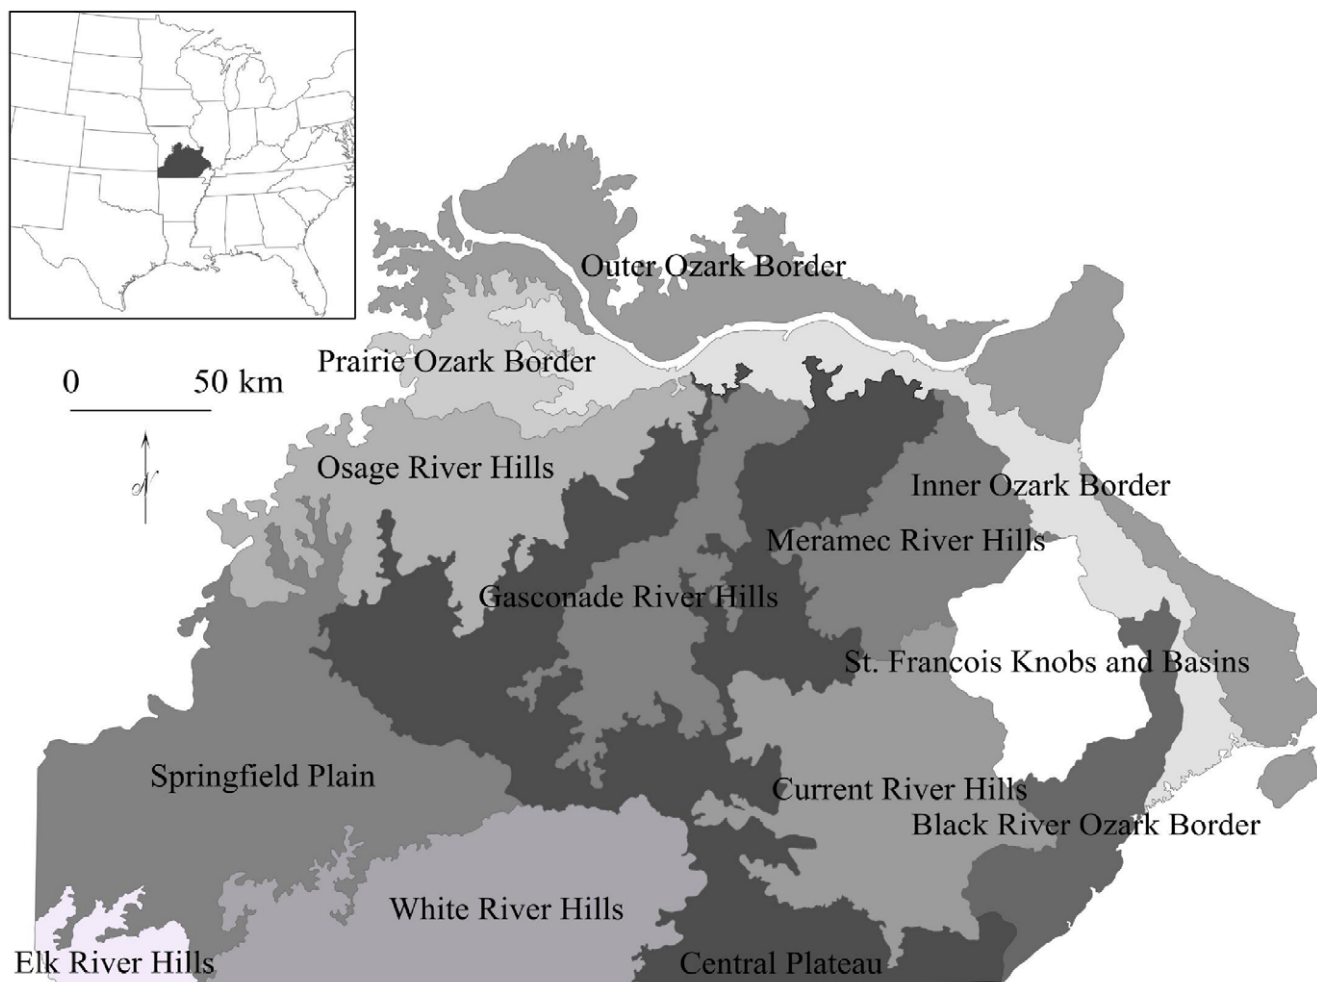 Outer Ozark Border
Prairie Ozark Border
0 50 km
Osage River Hills
Inner Ozark Border
N
Meramec River Hills
Gasconade River Hills
St. Francois Knobs and Basins
Springfield Plain
Current River Hills
Black River Ozark Border
White River Hills
Elk River Hills
Central Plateau